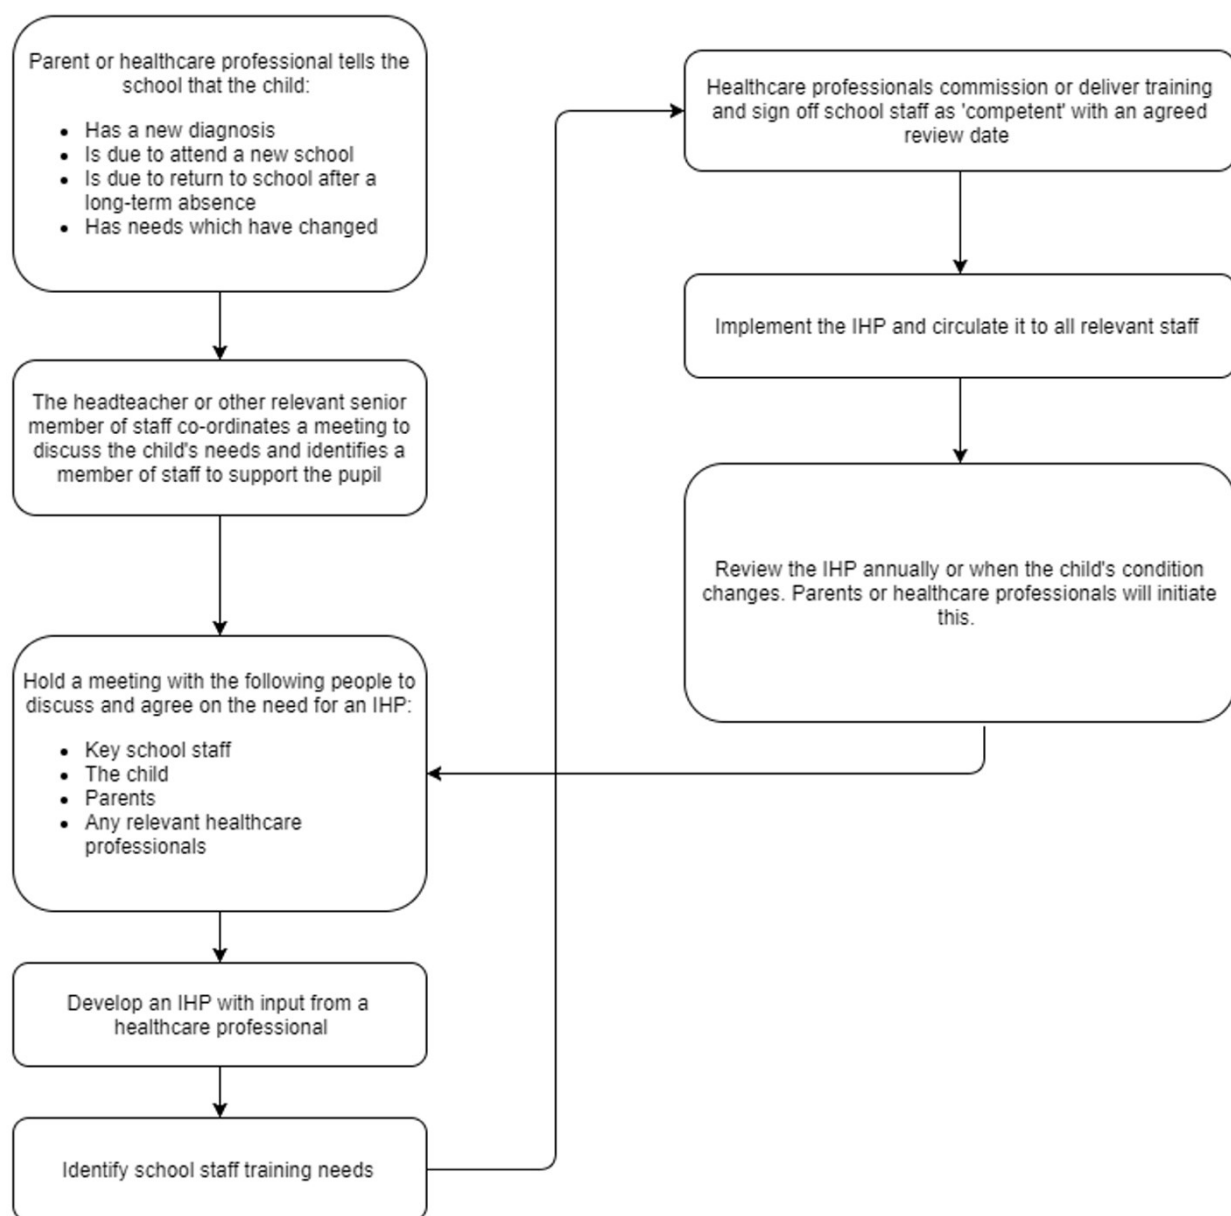 Parent or healthcare professional tells the
school that the child:
• Has a new diagnosis
• Is due to attend a new school
• Is due to return to school after a
long-term absence
• Has needs which have changed
The headteacher or other relevant senior
member of staff co-ordinates a meeting to
discuss the child's needs and identifies a
member of staff to support the pupil
Hold a meeting with the following people to
discuss and agree on the need for an IHP:
• Key school staff
• The child
• Parents
• Any relevant healthcare
professionals
Develop an IHP with input from a
healthcare professional
Identify school staff training needs
Healthcare professionals commission or deliver training
and sign off school staff as 'competent' with an agreed
review date
Implement the IHP and circulate it to all relevant staff
Review the IHP annually or when the child's condition
changes. Parents or healthcare professionals will initiate
this.